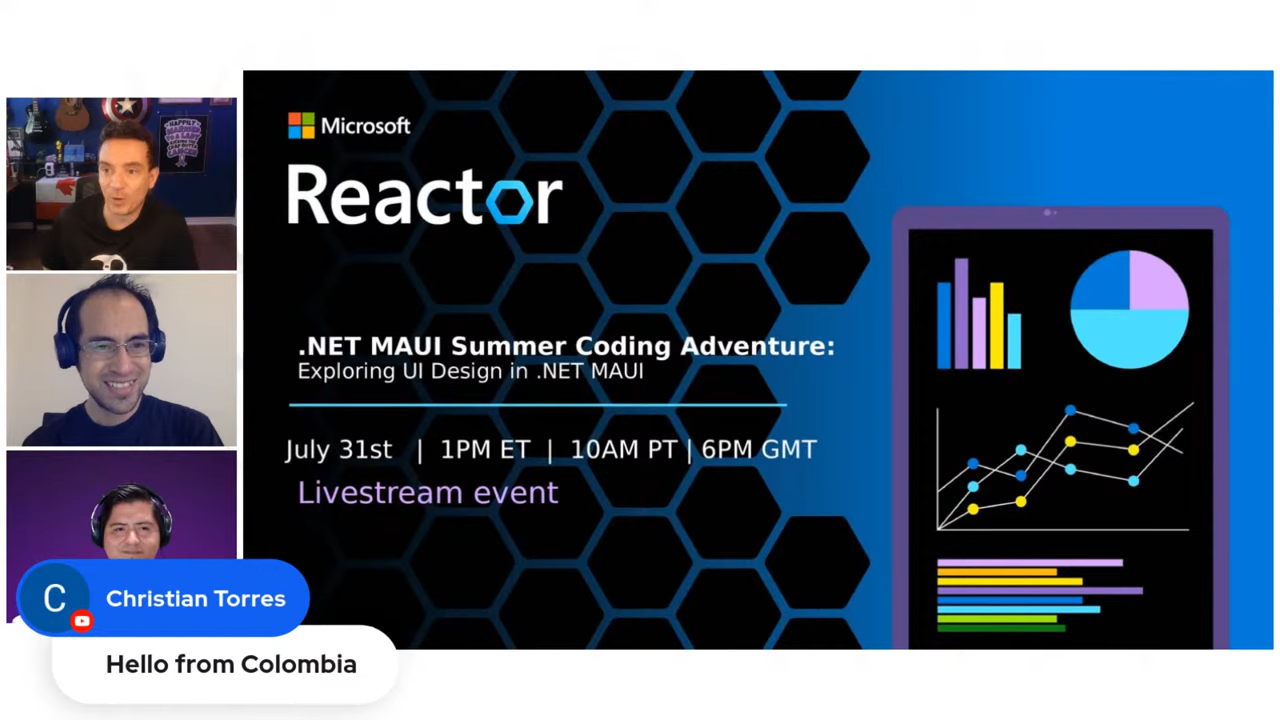 Microsoft
Reactor
.NET MAUI Summer Coding Adventure:
Exploring UI Design in .NET MAUI
July 31st | 1PM ET | 10AM PT | 6PM GMT
Livestream event
C
Christian Torres
Hello from Colombia